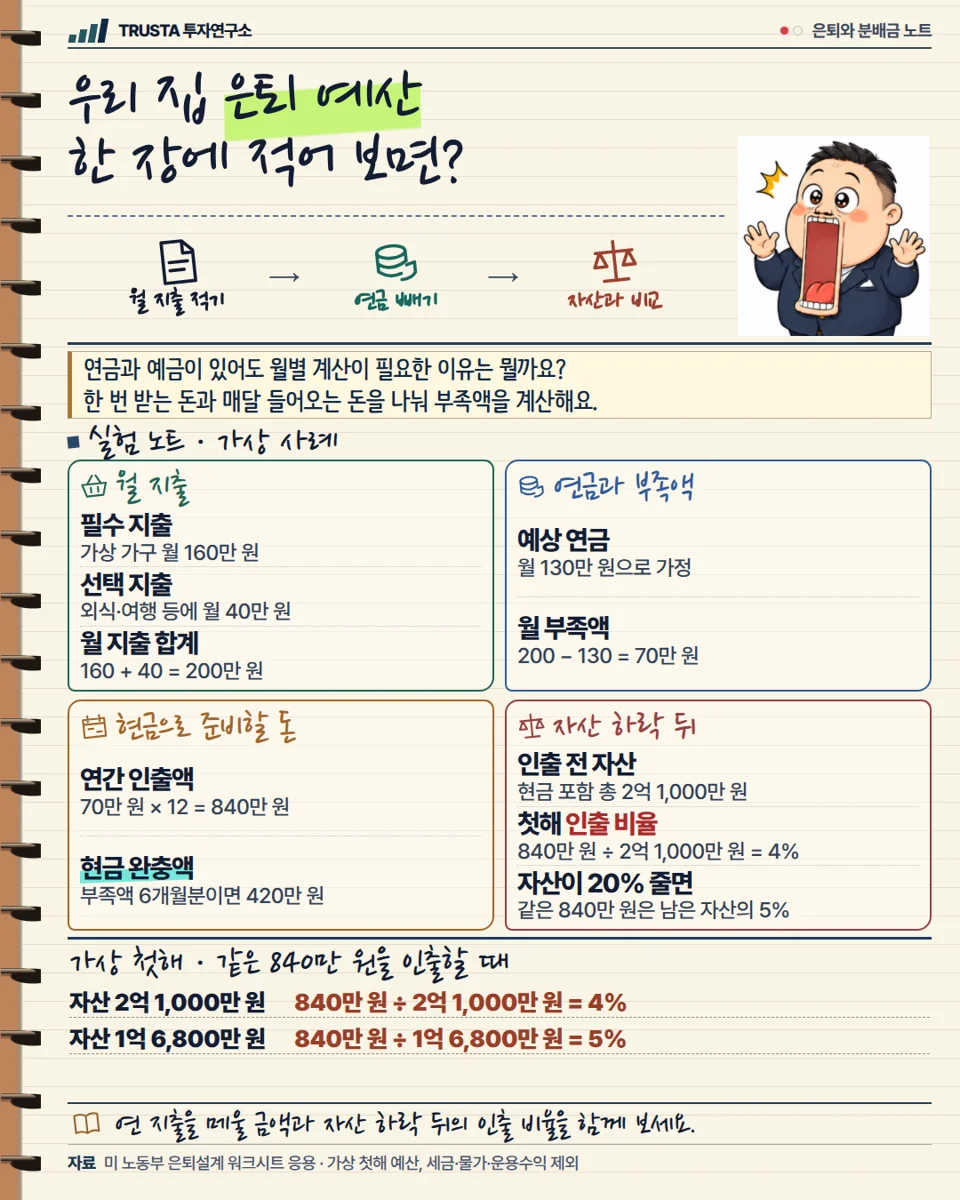 TRUSTA 투자연구소
은퇴와 분배금 노트
우리 집 은퇴 예산
한 장에 적어 보면?
월 지출 적기 → 연금 빼기 → 자산과 비교
연금과 예금이 있어도 월별 계산이 필요한 이유는 뭘까요?
한 번 받는 돈과 매달 들어오는 돈을 나눠 부족액을 계산해요.
실험 노트 · 가상 사례
월 지출
필수 지출
가상 가구 월 160만 원
선택 지출
외식·여행 등에 월 40만 원
월 지출 합계
160 + 40 = 200만 원
연금과 부족액
예상 연금
월 130만 원으로 가정
월 부족액
200 − 130 = 70만 원
현금으로 준비할 돈
연간 인출액
70만 원 × 12 = 840만 원
현금 완충액
부족액 6개월분이면 420만 원
자산 하락 뒤
인출 전 자산
현금 포함 총 2억 1,000만 원
첫해 인출 비율
840만 원 ÷ 2억 1,000만 원 = 4%
자산이 20% 줄면
같은 840만 원은 남은 자산의 5%
가상 첫해 · 같은 840만 원을 인출할 때
자산 2억 1,000만 원 840만 원 ÷ 2억 1,000만 원 = 4%
자산 1억 6,800만 원 840만 원 ÷ 1억 6,800만 원 = 5%
연 지출을 메울 금액과 자산 하락 뒤의 인출 비율을 함께 보세요.
자료 미 노동부 은퇴설계 워크시트 응용 · 가상 첫해 예산, 세금·물가·운용수익 제외